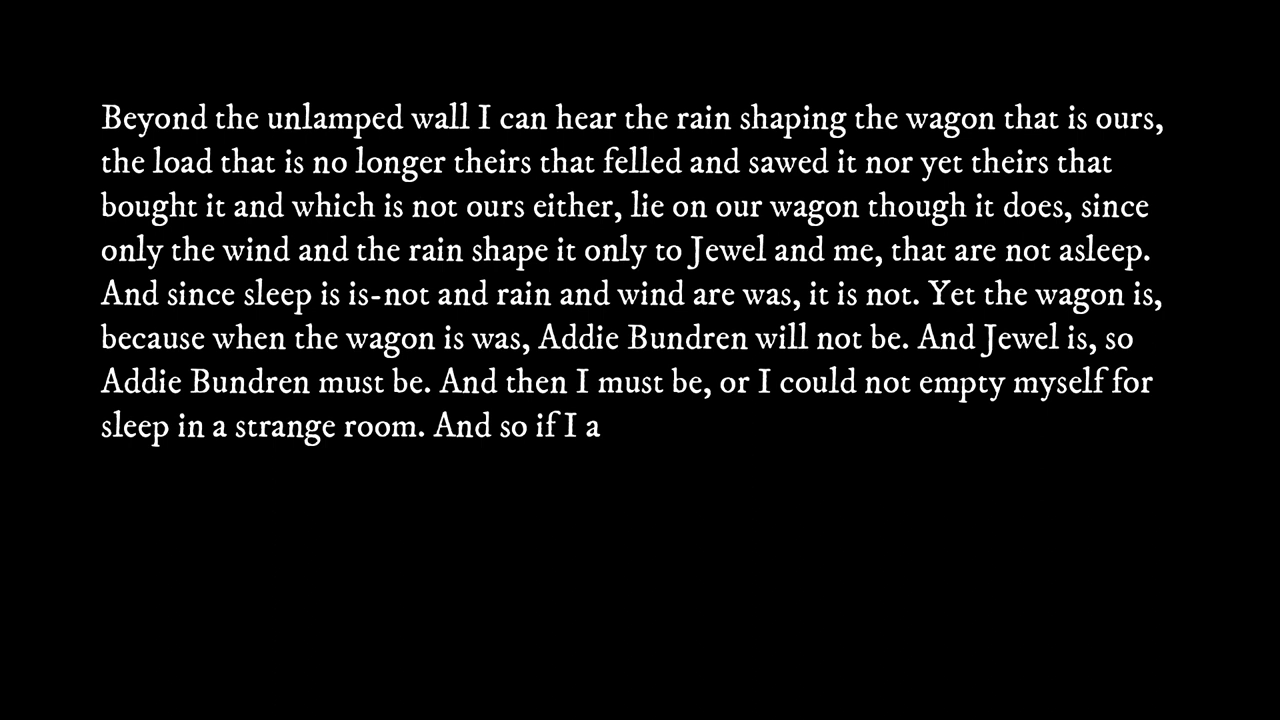 Beyond the unlamped wall I can hear the rain shaping the wagon that is ours,
the load that is no longer theirs that felled and sawed it nor yet theirs that
bought it and which is not ours either, lie on our wagon though it does, since
only the wind and the rain shape it only to Jewel and me, that are not asleep.
And since sleep is is-not and rain and wind are was, it is not. Yet the wagon is,
because when the wagon is was, Addie Bundren will not be. And Jewel is, so
Addie Bundren must be. And then I must be, or I could not empty myself for
sleep in a strange room. And so if I a